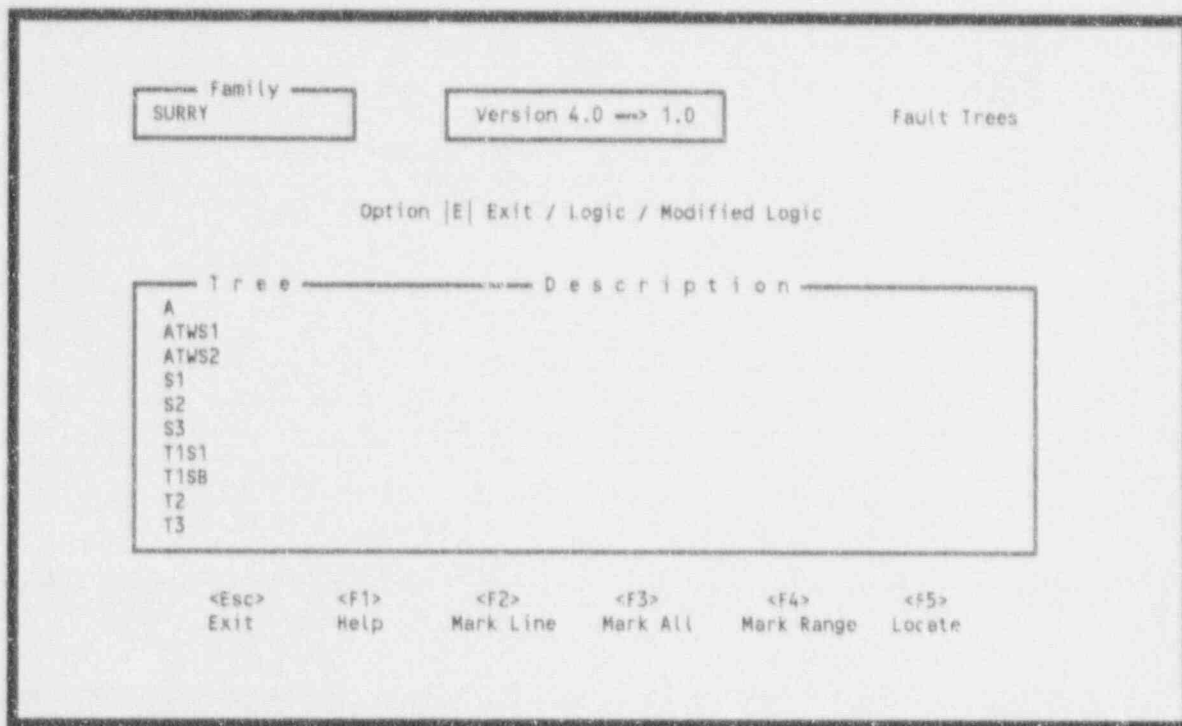 Family
SURRY
Version 4.0 ==> 1.0
Fault Trees
Option |E| Exit / Logic / Modified Logic
Tree Description
A
ATWS1
ATWS2
S1
S2
S3
T1S1
T1SB
T2
T3
<Esc> <F1> <F2> <F3> <F4> <F5>
Exit Help Mark Line Mark All Mark Range Locate